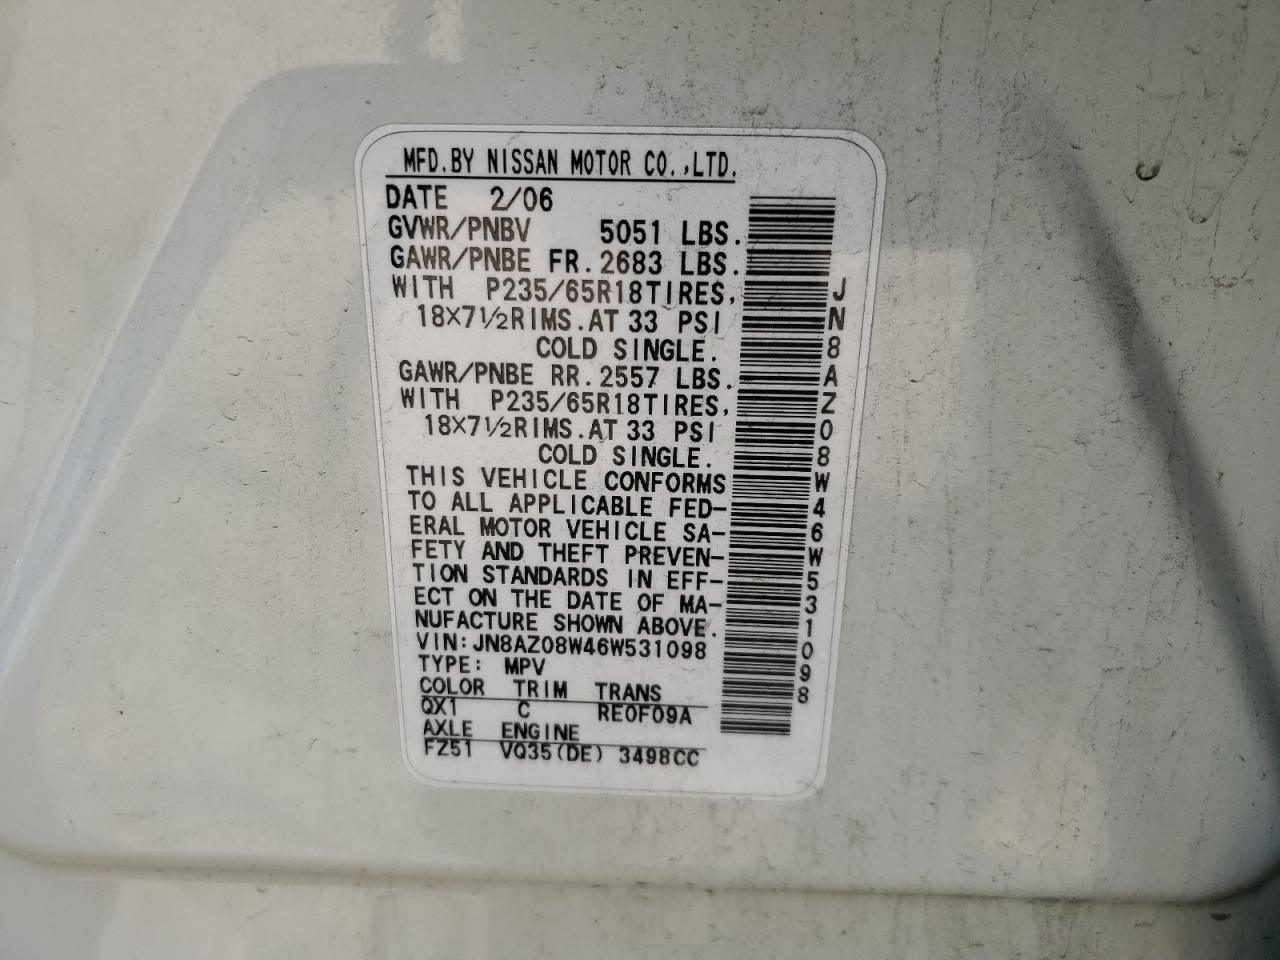 MFD.BY NISSAN MOTOR CO.,LTD.
DATE 2/06
GVWR/PNBV 5051 LBS.
GAWR/PNBE FR.2683 LBS.
WITH P235/65R18TIRES,
18X7½RIMS.AT 33 PSI
COLD SINGLE.
GAWR/PNBE RR.2557 LBS.
WITH P235/65R18TIRES,
18X7½RIMS.AT 33 PSI
COLD SINGLE.
THIS VEHICLE CONFORMS
TO ALL APPLICABLE FED-
ERAL MOTOR VEHICLE SA-
FETY AND THEFT PREVEN-
TION STANDARDS IN EFF-
ECT ON THE DATE OF MA-
NUFACTURE SHOWN ABOVE.
VIN:JN8AZ08W46W531098
TYPE: MPV
COLOR TRIM TRANS
QX1 C RE0F09A
AXLE ENGINE
FZ51 VQ35(DE) 3498CC
JN8AZ08W46W531098